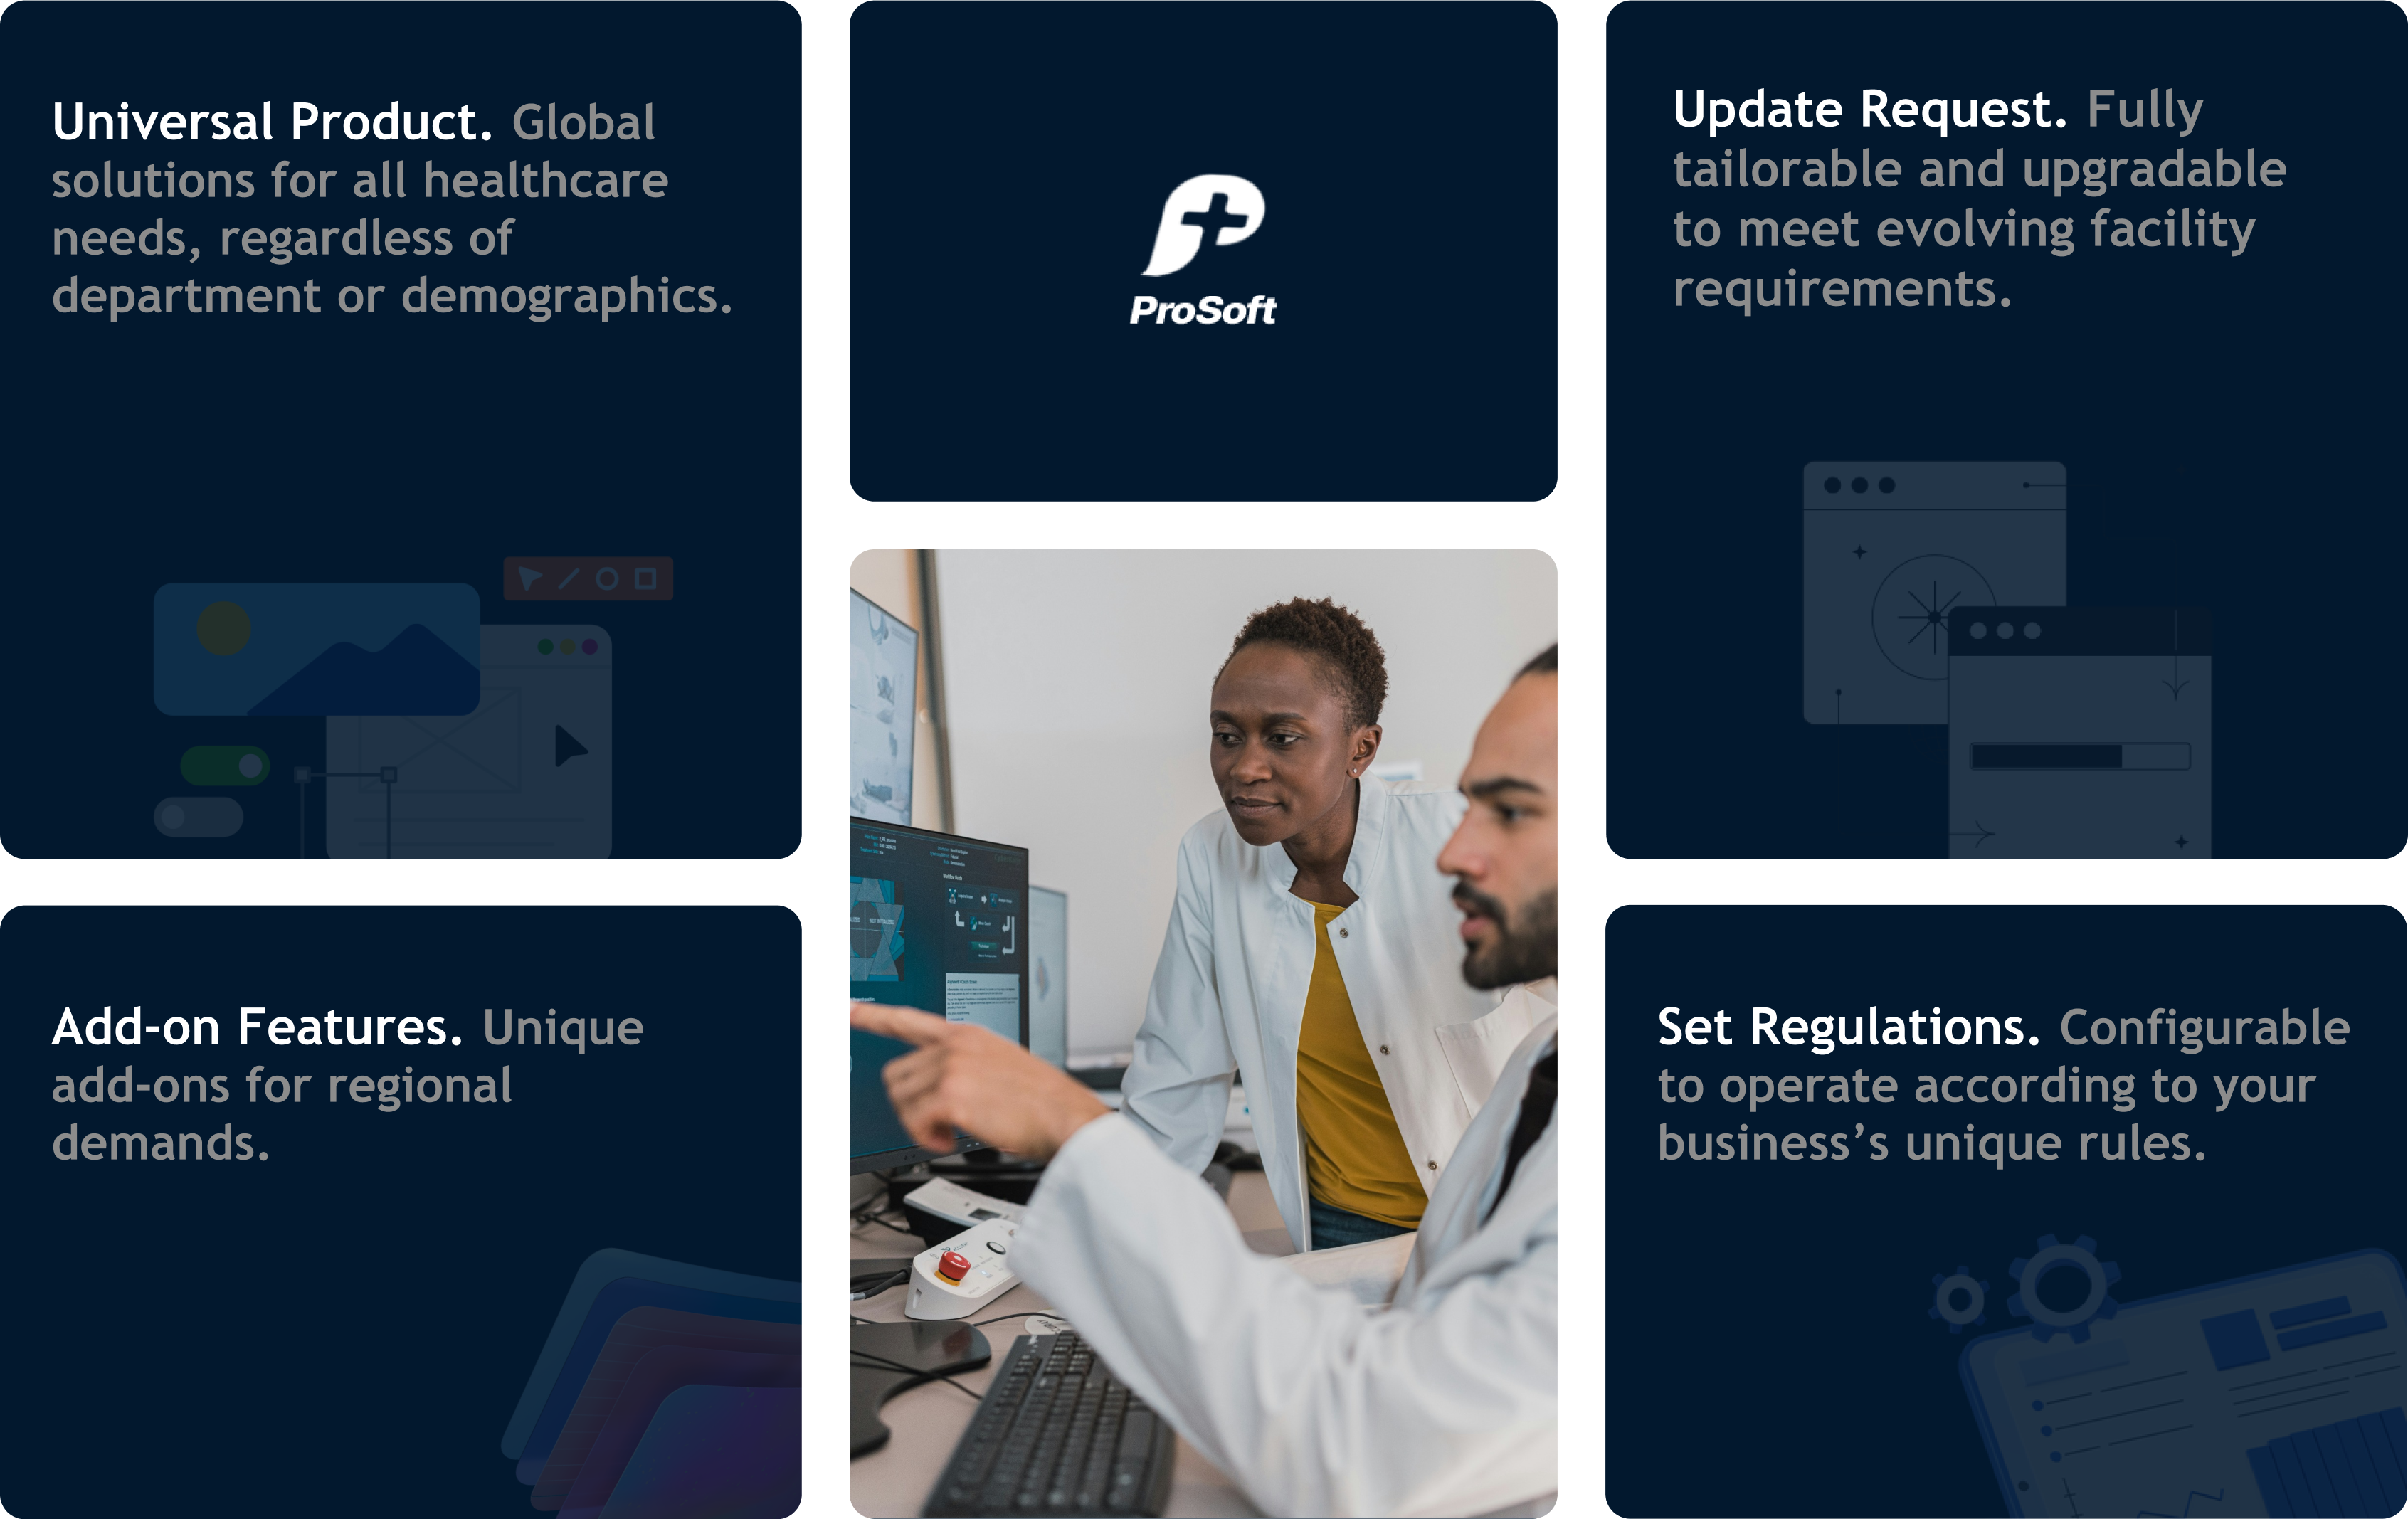 Universal Product. Global
solutions for all healthcare
needs, regardless of
department or demographics.
ProSoft
Update Request. Fully
tailorable and upgradable
to meet evolving facility
requirements.
Add-on Features. Unique
add-ons for regional
demands.
Set Regulations. Configurable
to operate according to your
business’s unique rules.